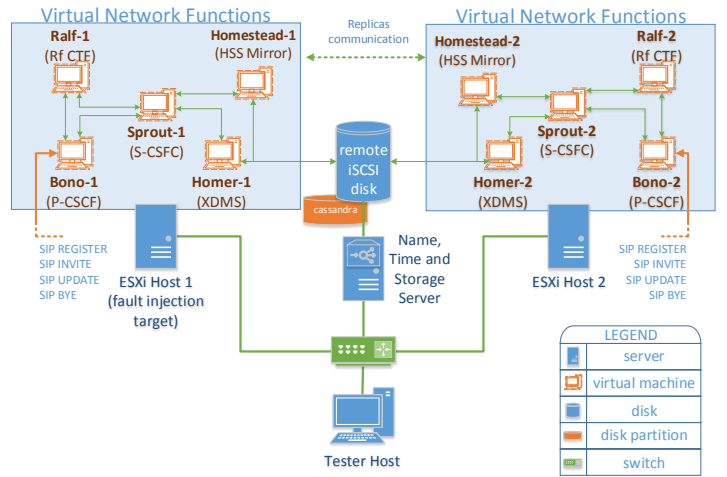 Virtual Network Functions
Virtual Network Functions
Ralf-1
(Rf CTF)
Homestead-1
(HSS Mirror)
Sprout-1
(S-CSFC)
Bono-1
(P-CSCF)
Homer-1
(XDMS)
Replicas
communication
Homestead-2
(HSS Mirror)
Ralf-2
(Rf CTF)
Sprout-2
(S-CSFC)
Homer-2
(XDMS)
Bono-2
(P-CSCF)
remote
iSCSI
disk
cassandra
SIP REGISTER
SIP INVITE
SIP UPDATE
SIP BYE
ESXi Host 1
(fault injection
target)
Name,
Time and
Storage
Server
ESXi Host 2
SIP REGISTER
SIP INVITE
SIP UPDATE
SIP BYE
Tester Host
LEGEND
server
virtual machine
disk
disk partition
switch